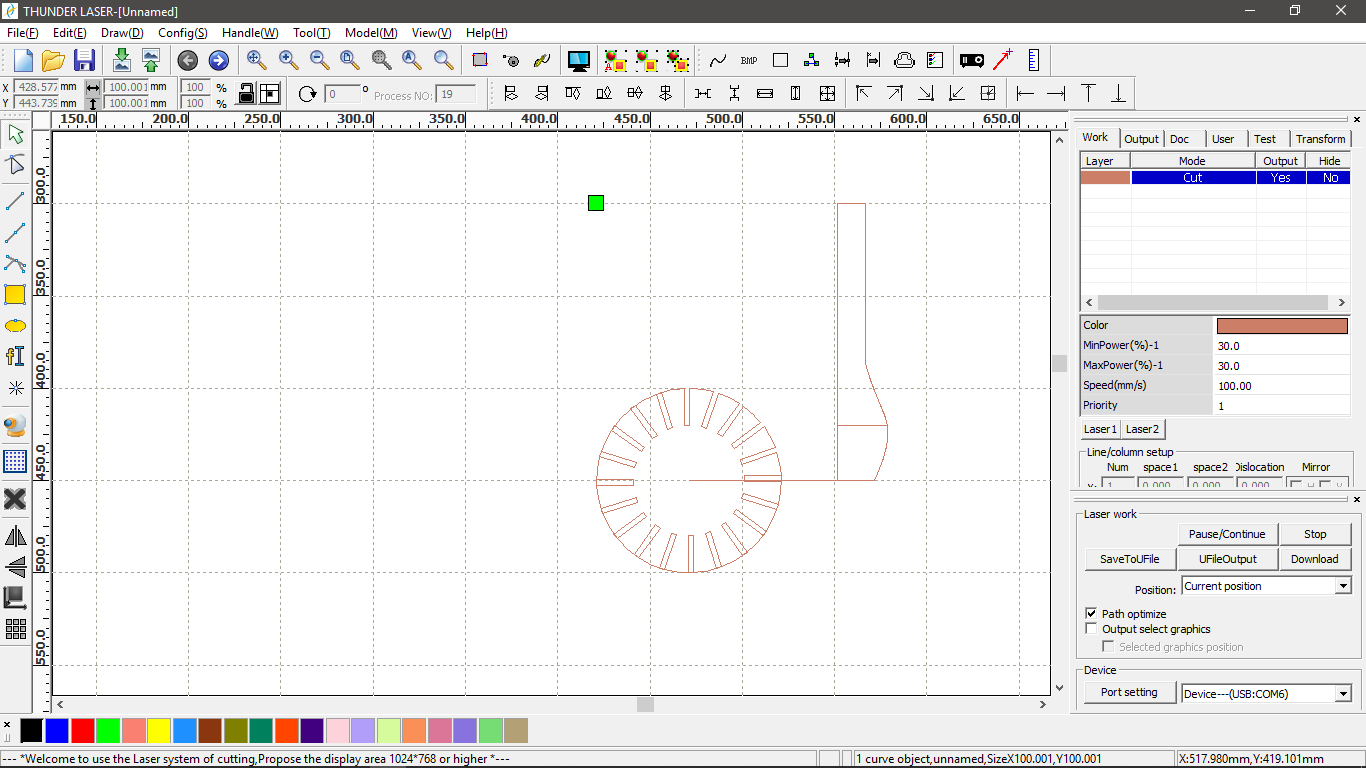 THUNDER LASER-[Unnamed]
File(F) Edit(E) Draw(D) Config(S) Handle(W) Tool(T) Model(M) View(V) Help(H)
A
BMP
X 428.577 mm 100.001 mm 100 %
Y 443.739 mm 100.001 mm 100 %
0 °
Process NO: 19
150.0 200.0 250.0 300.0 350.0 400.0 450.0 500.0 550.0 600.0 650.0
300.0
350.0
400.0
450.0
500.0
550.0
Work Output Doc User Test Transform
Layer Mode Output Hide
Cut Yes No
Color
MinPower(%)-1 30.0
MaxPower(%)-1 30.0
Speed(mm/s) 100.00
Priority 1
Laser1 Laser2
Line/column setup
Num space1 space2 Dislocation Mirror
X: 1 0.000 0.000 0.000 H V
Laser work
Pause/Continue Stop
SaveToUFile UFileOutput Download
Position: Current position
Path optimize
Output select graphics
Selected graphics position
Device
Port setting Device---(USB:COM6)
--- *Welcome to use the Laser system of cutting,Propose the display area 1024*768 or higher *---
1 curve object,unnamed,SizeX100.001,Y100.001
X:517.980mm,Y:419.101mm